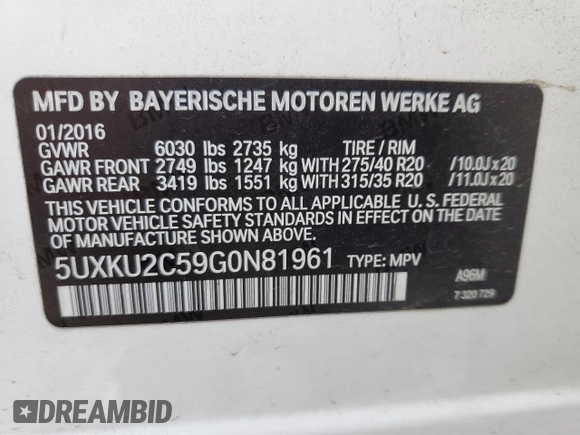 MFD BY BAYERISCHE MOTOREN WERKE AG
01/2016
GVWR 6030 lbs 2735 kg TIRE / RIM
GAWR FRONT 2749 lbs 1247 kg WITH 275/40 R20 /10.0J x 20
GAWR REAR 3419 lbs 1551 kg WITH 315/35 R20 /11.0J x 20
THIS VEHICLE CONFORMS TO ALL APPLICABLE U. S. FEDERAL
MOTOR VEHICLE SAFETY STANDARDS IN EFFECT ON THE DATE
OF MANUFACTURE SHOWN ABOVE.
5UXKU2C59G0N81961 TYPE: MPV
A96M
7 320 729
DREAMBID